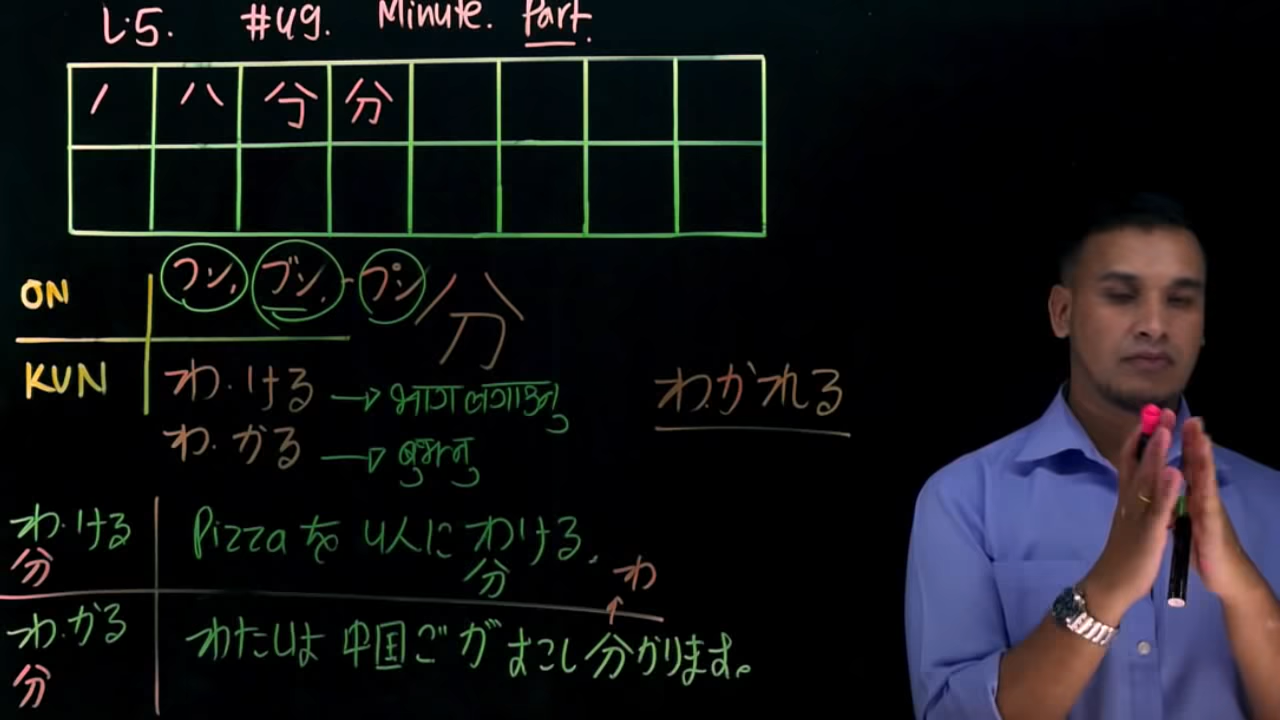 L.5. #49. Minute. Part.
ノ 八 分 分
ON フン. ブン. - プン 分
KUN わ.ける → भाग लगाउनु
わ.かる → बुझ्नु
わかれる
わ.ける Pizzaを 4人に わける.
分 分
わ
わ.かる わたしは 中国ごが すこし 分かります。
分